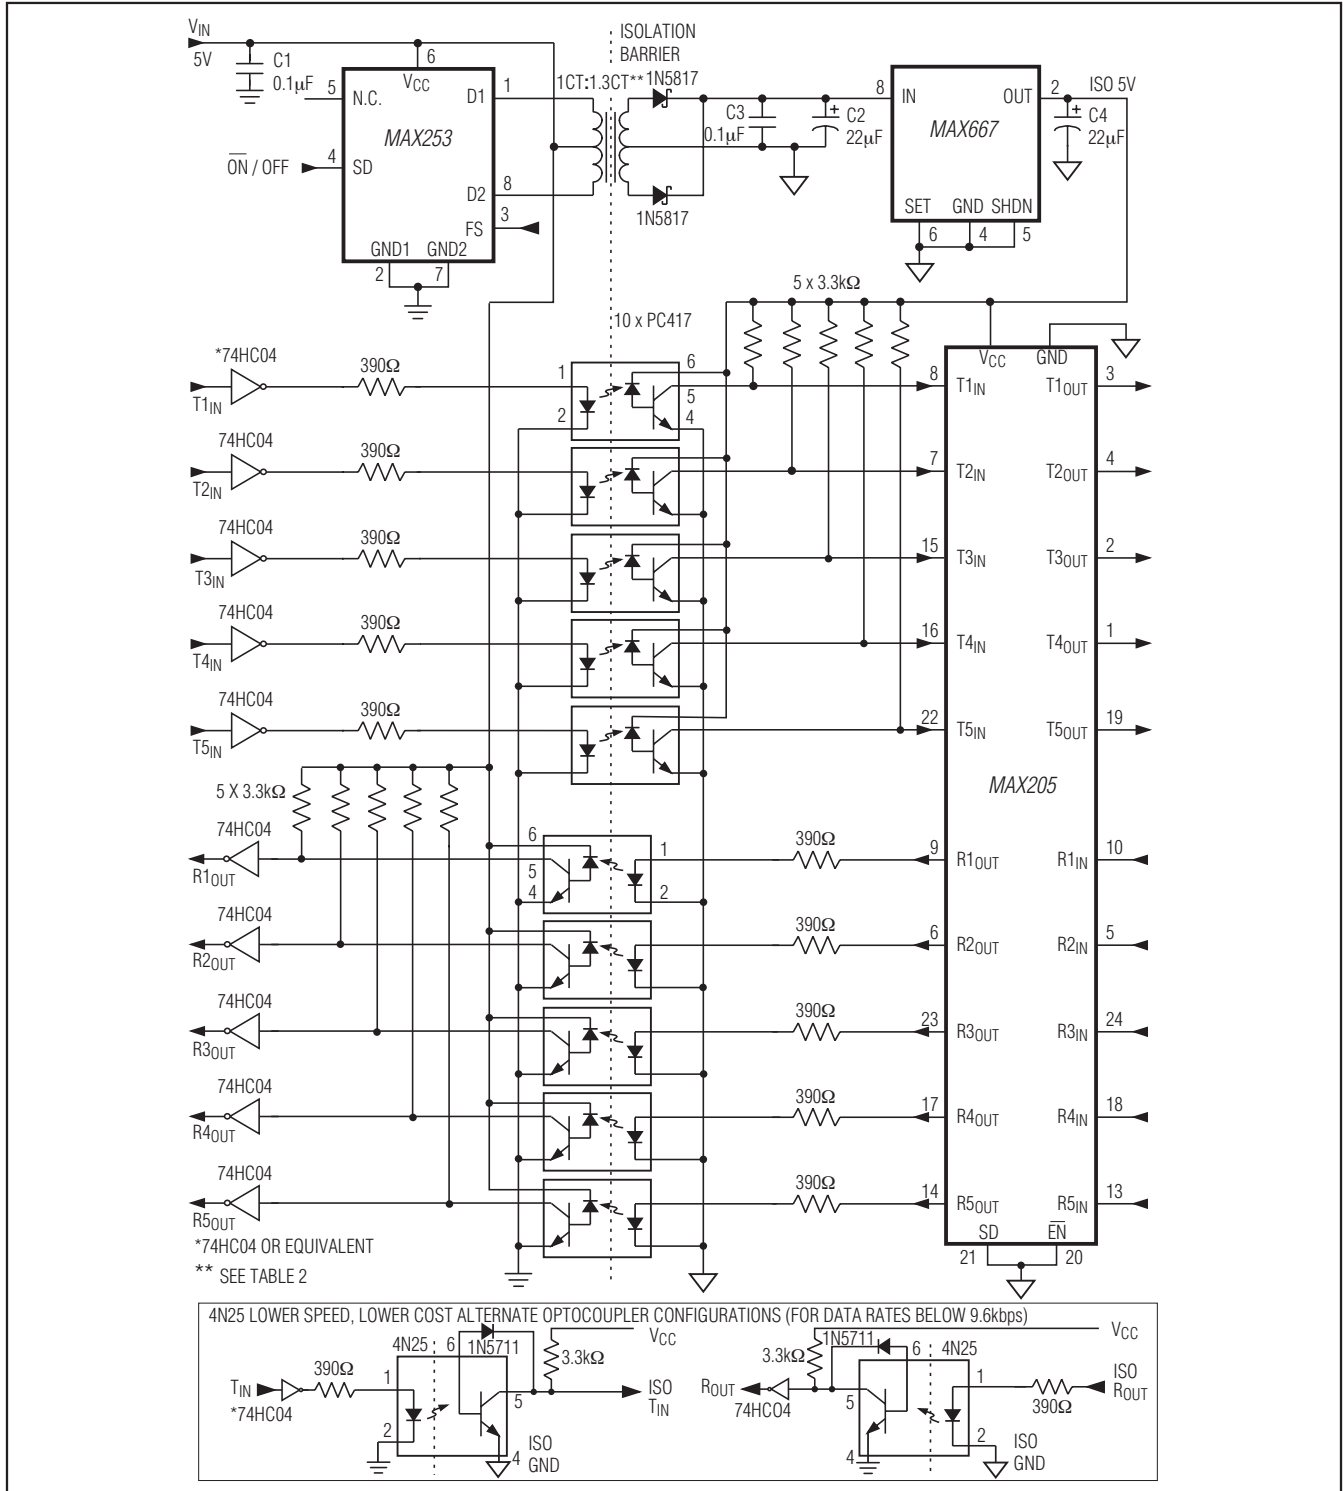 VIN
5V
C1
0.1µF
ISOLATION
BARRIER
1CT:1.3CT**
1N5817
1N5817
6
VCC
5
N.C.
D1
1
MAX253
ON / OFF
4
SD
D2
8
FS
3
GND1
GND2
2
7
C3
0.1µF
C2
22µF
8
IN
OUT
2
ISO 5V
MAX667
C4
22µF
SET
GND
SHDN
6
4
5
5 x 3.3kΩ
10 x PC417
*74HC04
390Ω
T1IN
1
2
6
5
4
8
T1IN
VCC
GND
T1OUT
3
74HC04
390Ω
T2IN
7
T2IN
T2OUT
4
74HC04
390Ω
T3IN
15
T3IN
T3OUT
2
74HC04
390Ω
T4IN
16
T4IN
T4OUT
1
74HC04
390Ω
T5IN
22
T5IN
T5OUT
19
MAX205
5 X 3.3kΩ
74HC04
R1OUT
6
5
4
1
2
390Ω
9
R1OUT
R1IN
10
74HC04
R2OUT
390Ω
6
R2OUT
R2IN
5
74HC04
R3OUT
390Ω
23
R3OUT
R3IN
24
74HC04
R4OUT
390Ω
17
R4OUT
R4IN
18
74HC04
R5OUT
390Ω
14
R5OUT
R5IN
13
SD
EN
21
20
*74HC04 OR EQUIVALENT
** SEE TABLE 2
4N25 LOWER SPEED, LOWER COST ALTERNATE OPTOCOUPLER CONFIGURATIONS (FOR DATA RATES BELOW 9.6kbps)
4N25
6
1N5711
VCC
3.3kΩ
TIN
390Ω
*74HC04
1
2
5
4
ISO
TIN
ISO
GND
VCC
3.3kΩ
1N5711
6
4N25
ROUT
74HC04
5
4
1
2
390Ω
ISO
ROUT
ISO
GND